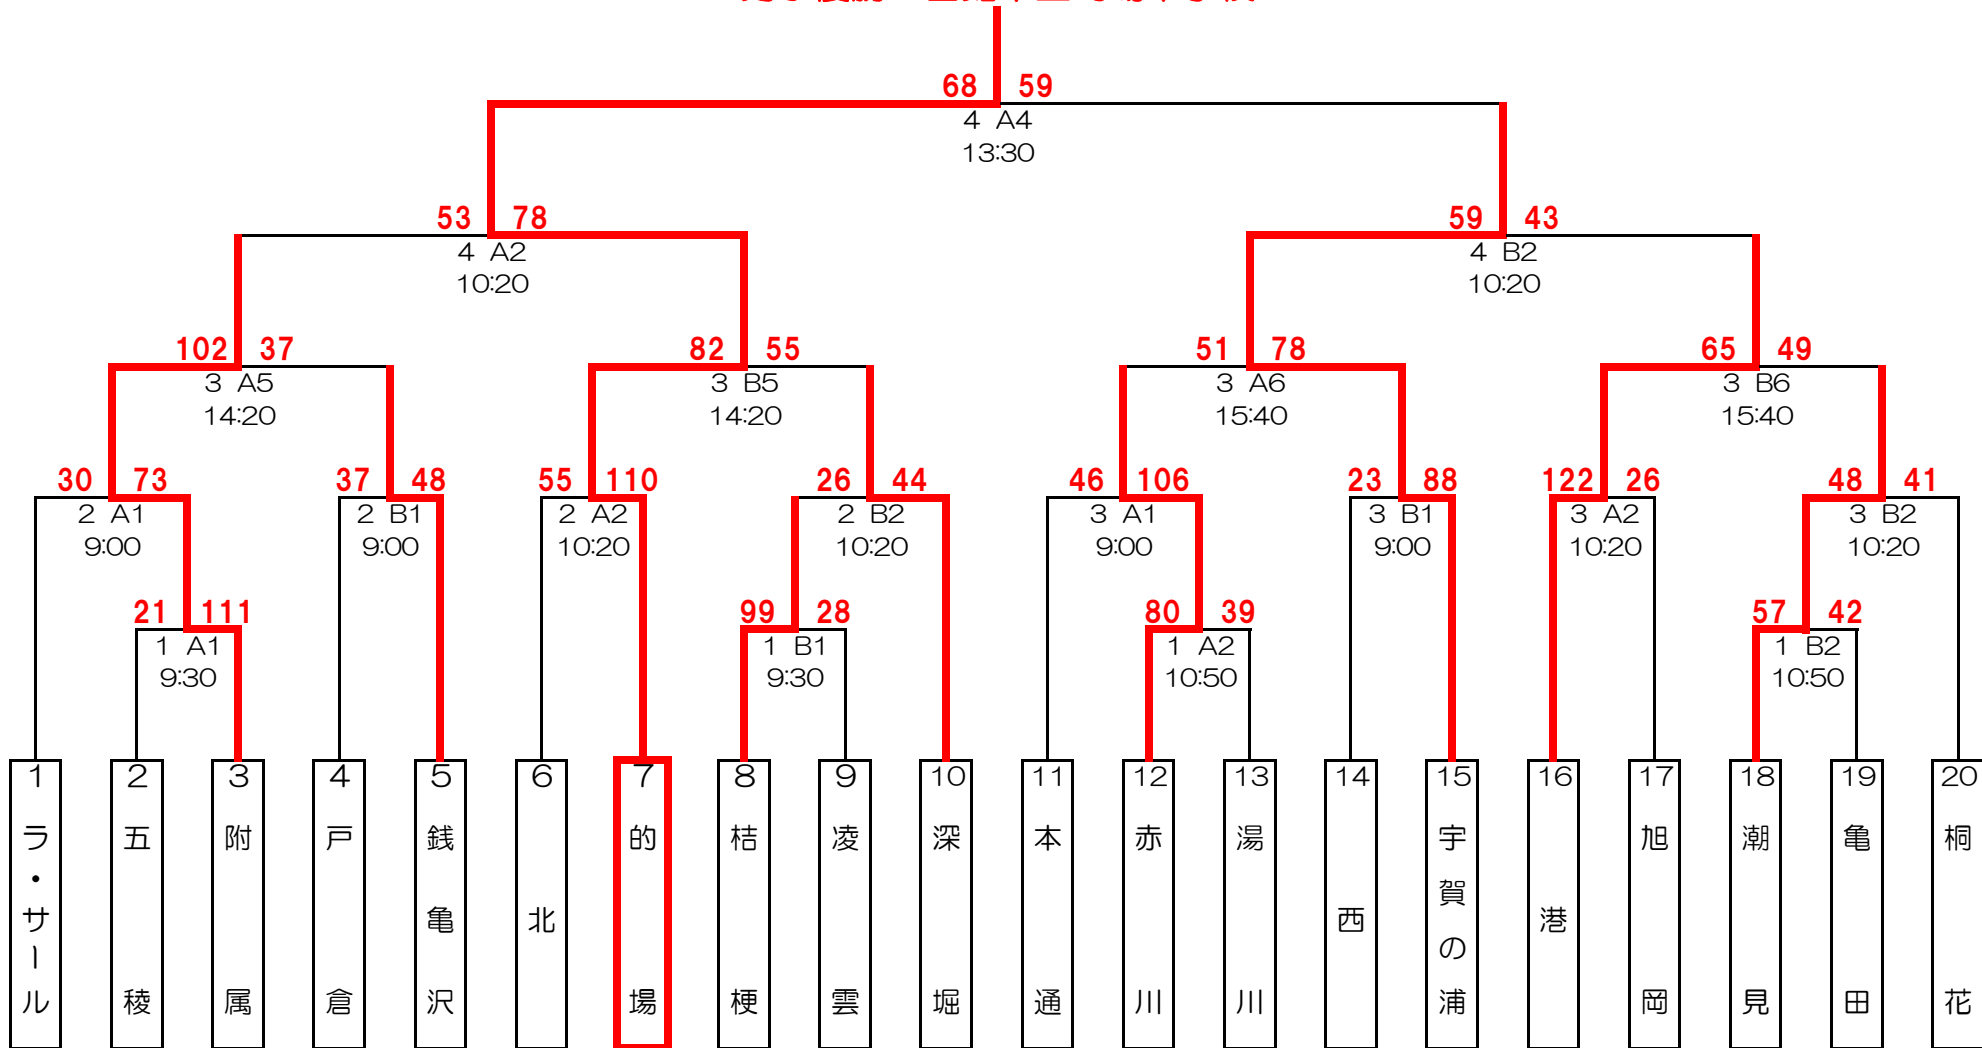 68 59
4 A4
13:30
53 78 59 43
4 A2 4 B2
10:20 10:20
102 37 82 55 51 78 65 49
3 A5 3 B5 3 A6 3 B6
14:20 14:20 15:40 15:40
30 73 37 48 55 110 26 44 46 106 23 88 122 26 48 41
2 A1 2 B1 2 A2 2 B2 3 A1 3 B1 3 A2 3 B2
9:00 9:00 10:20 10:20 9:00 9:00 10:20 10:20
21 111 99 28 80 39 57 42
1 A1 1 B1 1 A2 1 B2
9:30 9:30 10:50 10:50
1 ラ・サール
2 五稜
3 附属
4 戸倉
5 銭亀沢
6 北
7 的場
8 桔梗
9 凌雲
10 深堀
11 本通
12 赤川
13 湯川
14 西
15 宇賀の浦
16 港
17 旭岡
18 潮見
19 亀田
20 桐花